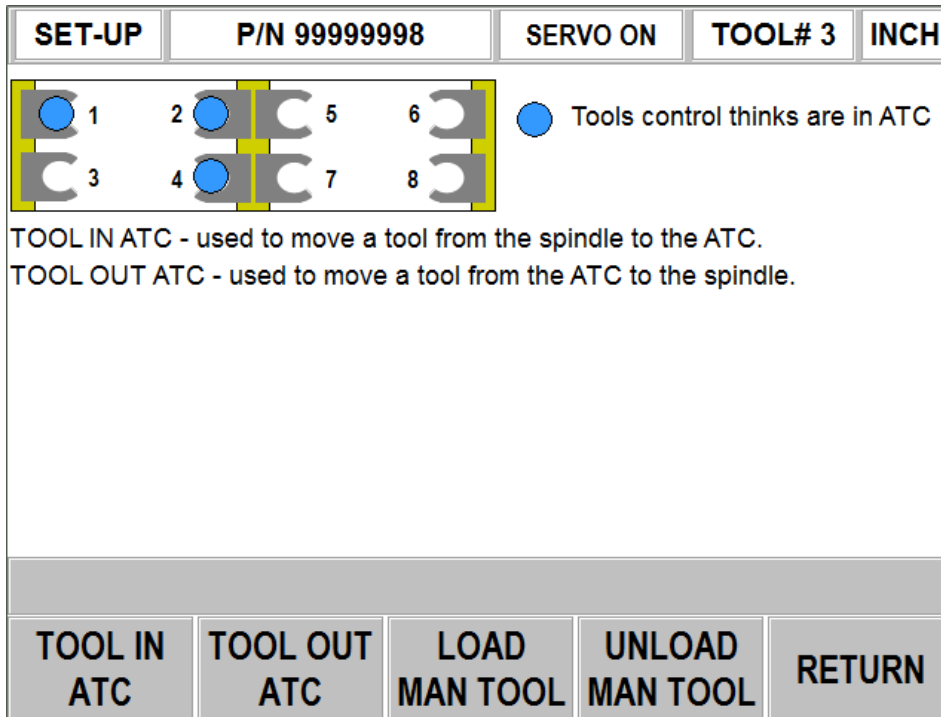 SET-UP P/N 99999998 SERVO ON TOOL# 3 INCH
1 2 5 6 Tools control thinks are in ATC
3 4 7 8
TOOL IN ATC - used to move a tool from the spindle to the ATC.
TOOL OUT ATC - used to move a tool from the ATC to the spindle.
TOOL IN ATC
TOOL OUT ATC
LOAD MAN TOOL
UNLOAD MAN TOOL
RETURN